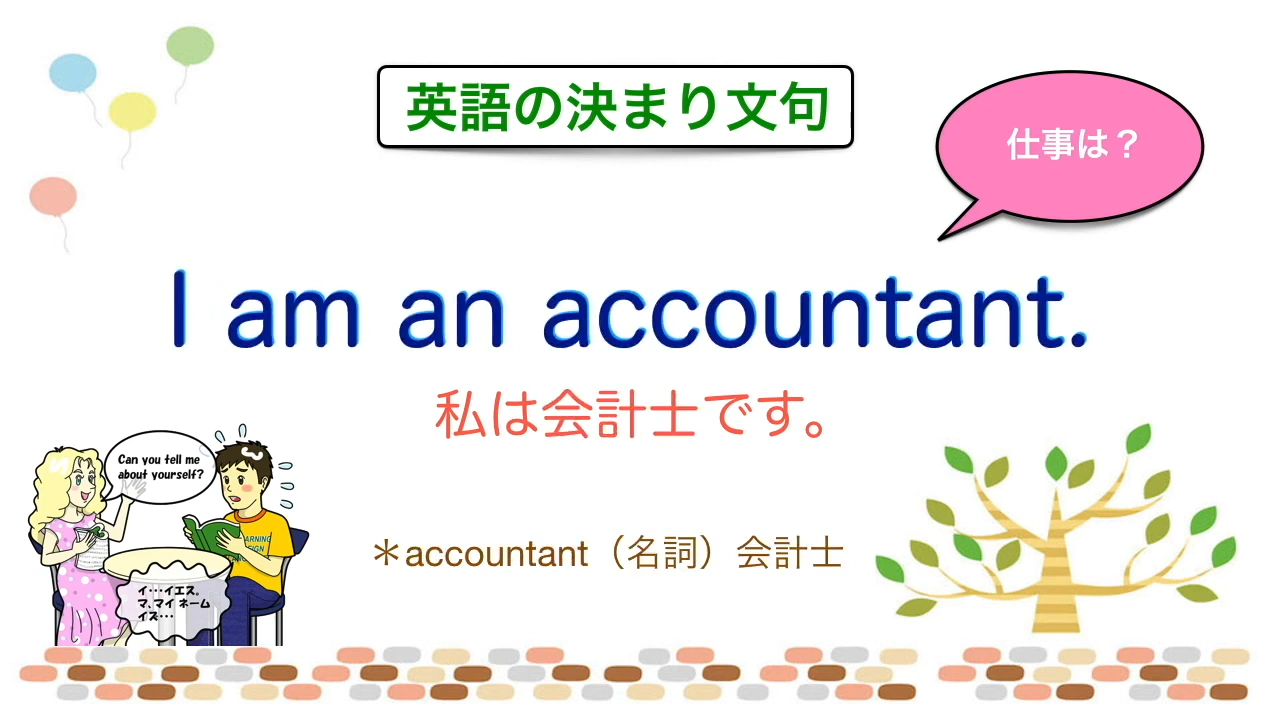 英語の決まり文句
仕事は？
I am an accountant.
私は会計士です。
Can you tell me
about yourself?
イ・・・イエス。
マ、マイ ネーム
イズ・・・
＊accountant（名詞）会計士